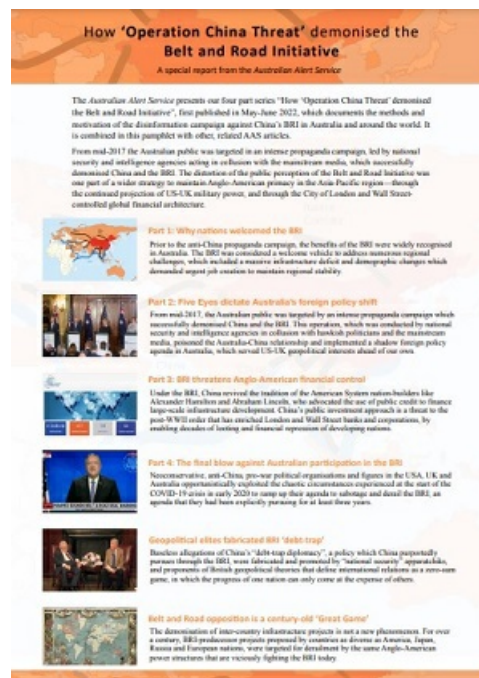 How ‘Operation China Threat’ demonised the
Belt and Road Initiative
A special report from the Australian Alert Service
The Australian Alert Service presents our four part series “How ‘Operation China Threat’ demonised
the Belt and Road Initiative”, first published in May-June 2022, which documents the methods and
motivation of the disinformation campaign against China’s BRI in Australia and around the world. It
is combined in this pamphlet with other, related AAS articles.
From mid-2017 the Australian public was targeted in an intense propaganda campaign, led by national
security and intelligence agencies acting in collusion with the mainstream media, which successfully
demonised China and the BRI. The distortion of the public perception of the Belt and Road Initiative was
one part of a wider strategy to maintain Anglo-American primacy in the Asia-Pacific region—through
the continued projection of US-UK military power, and through the City of London and Wall Street-
controlled global financial architecture.
Part 1: Why nations welcomed the BRI
Prior to the anti-China propaganda campaign, the benefits of the BRI were widely recognised
in Australia. The BRI was considered a welcome vehicle to address numerous regional
challenges, which included a massive infrastructure deficit and demographic changes which
demanded urgent job creation to maintain regional stability.
Part 2: Five Eyes dictate Australia’s foreign policy shift
From mid-2017, the Australian public was targeted by an intense propaganda campaign which
successfully demonised China and the BRI. This operation, which was conducted by national
security and intelligence agencies in collusion with hawkish politicians and the mainstream
media, poisoned the Australia-China relationship and implemented a shadow foreign policy
agenda in Australia, which served US-UK geopolitical interests ahead of our own.
Part 3: BRI threatens Anglo-American financial control
Under the BRI, China revived the tradition of the American System nation-builders like
Alexander Hamilton and Abraham Lincoln, who advocated the use of public credit to finance
large-scale infrastructure development. China’s public investment approach is a threat to the
post-WWII order that has enriched London and Wall Street banks and corporations, by
enabling decades of looting and financial repression of developing nations.
Part 4: The final blow against Australian participation in the BRI
Neoconservative, anti-China, pro-war political organisations and figures in the USA, UK and
Australia opportunistically exploited the chaotic circumstances experienced at the start of the
COVID-19 crisis in early 2020 to ramp up their agenda to sabotage and derail the BRI; an
agenda that they had been explicitly pursuing for at least three years.
Geopolitical elites fabricated BRI ‘debt-trap’
Baseless allegations of China’s “debt-trap diplomacy”, a policy which China purportedly
pursues through the BRI, were fabricated and promoted by “national security” apparatchiks,
and proponents of British geopolitical theories that define international relations as a zero-sum
game, in which the progress of one nation can only come at the expense of others.
Belt and Road opposition is a century-old ‘Great Game’
The demonisation of inter-country infrastructure projects is not a new phenomenon. For over
a century, BRI-predecessor projects proposed by countries as diverse as America, Japan,
Russia and European nations, were targeted for derailment by the same Anglo-American
power structures that are viciously fighting the BRI today.